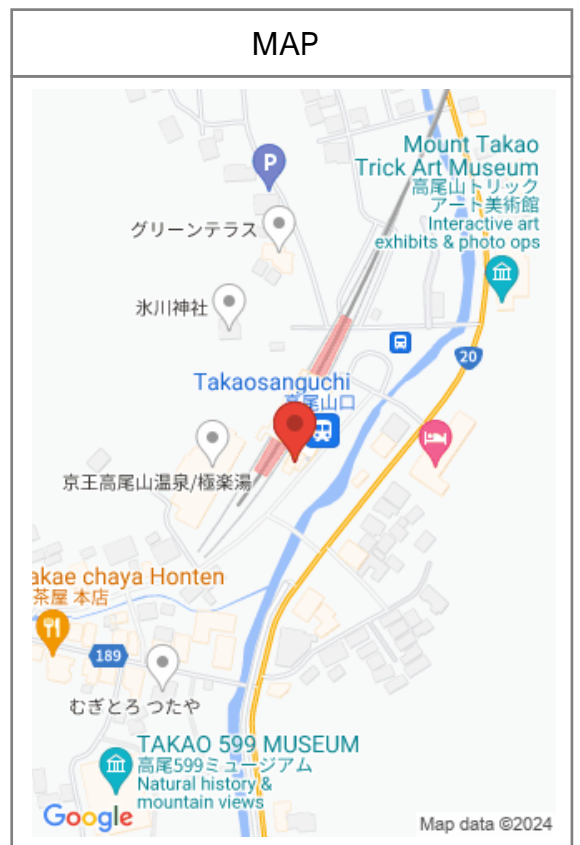 MAP
Mount Takao
Trick Art Museum
高尾山トリック
アート美術館
Interactive art
exhibits & photo ops
P
グリーンテラス
氷川神社
20
Takaosanguchi
高尾山口
京王高尾山温泉/極楽湯
akae chaya Honten
茶屋 本店
189
むぎとろ つたや
TAKAO 599 MUSEUM
高尾599ミュージアム
Natural history &
mountain views
Google
Map data ©2024